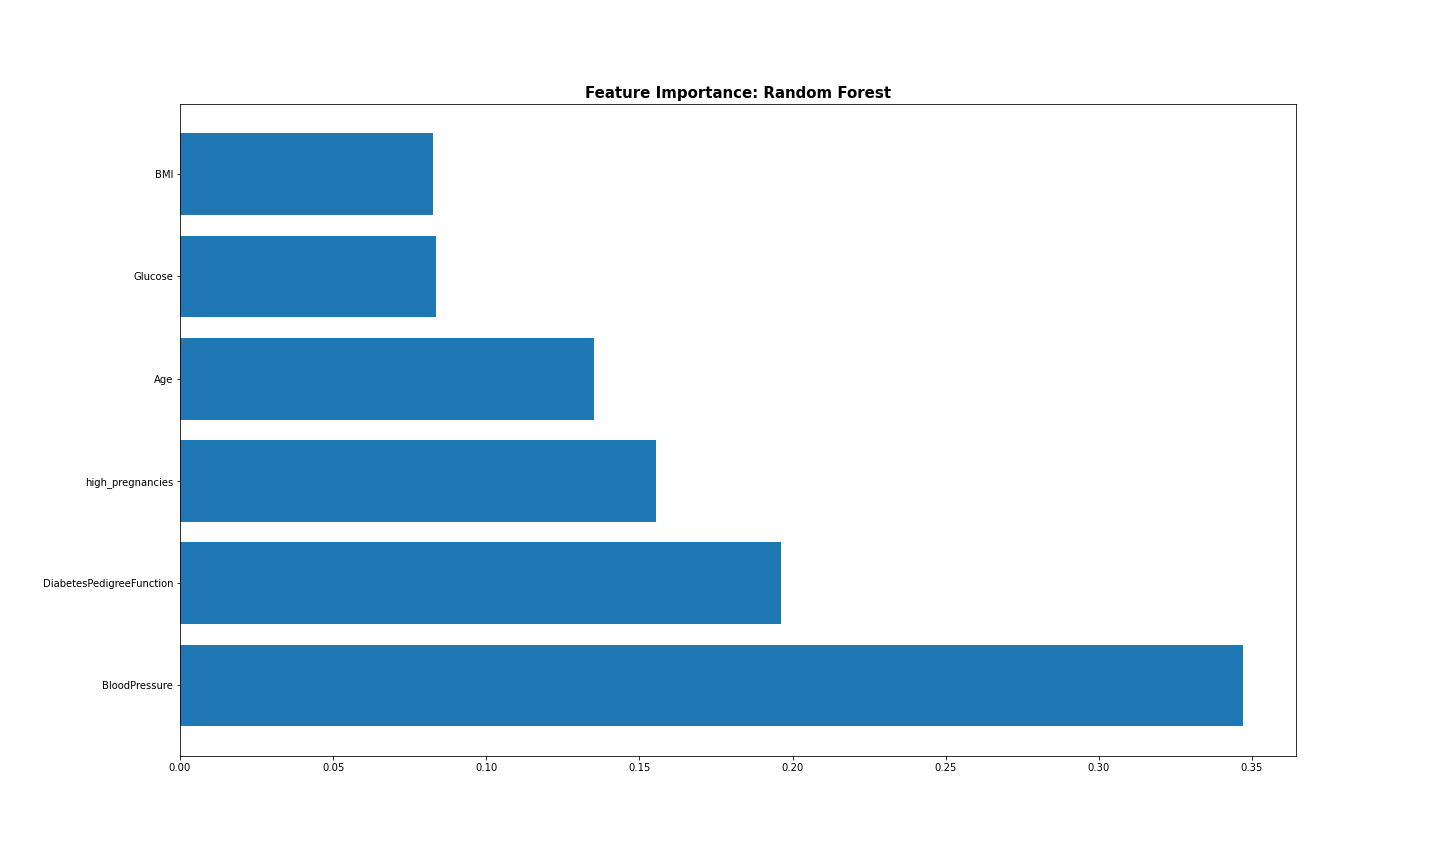 Feature Importance: Random Forest
BMI
Glucose
Age
high_pregnancies
DiabetesPedigreeFunction
BloodPressure
0.00 0.05 0.10 0.15 0.20 0.25 0.30 0.35